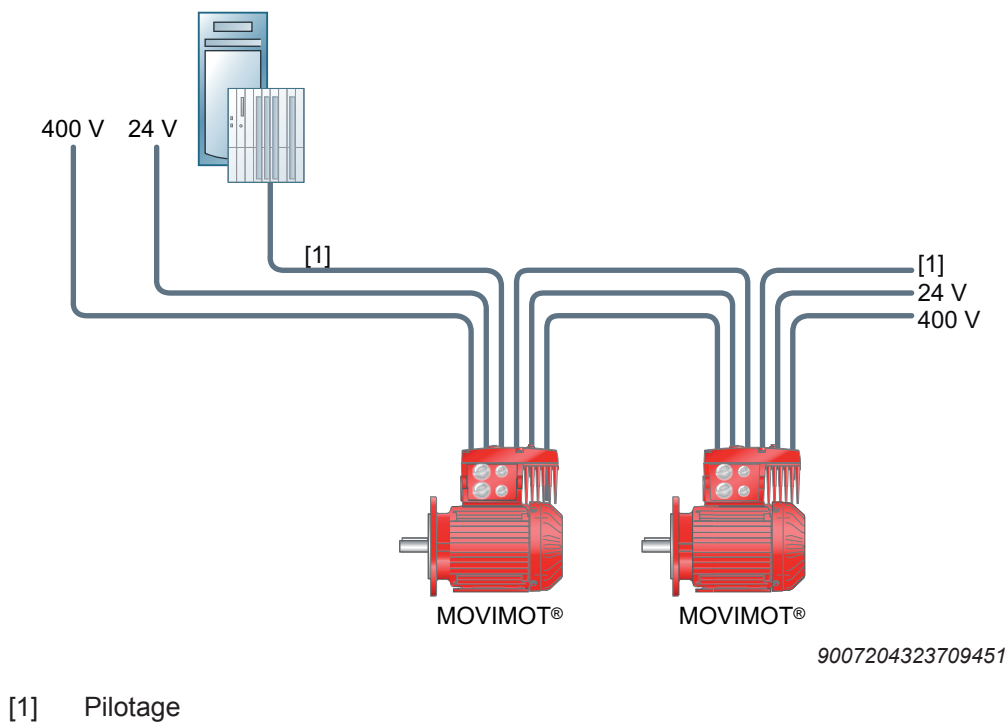 400 V 24 V
[1] [1]
24 V
400 V
MOVIMOT® MOVIMOT®
9007204323709451
[1] Pilotage